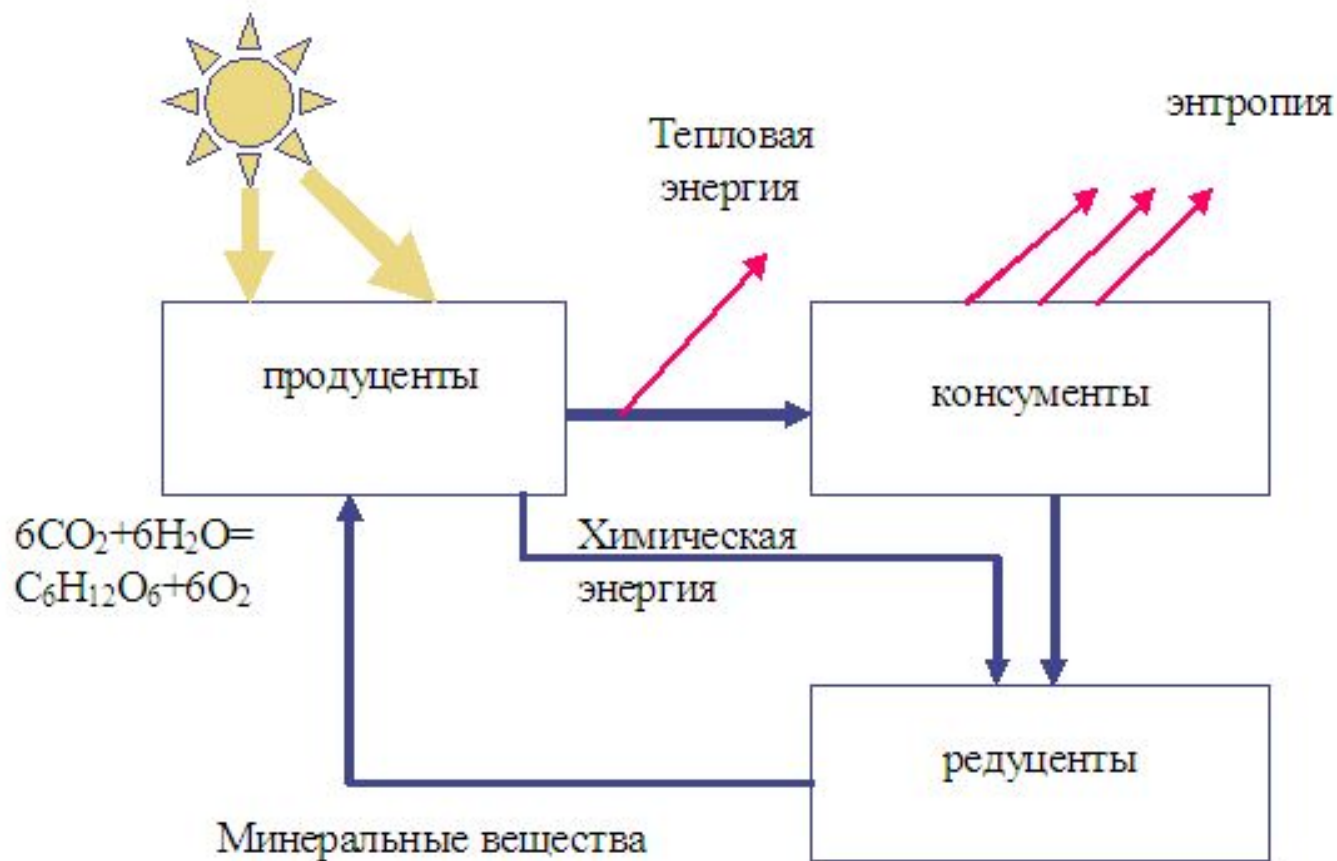 энтропия
Тепловая
энергия
продуценты
консументы
6CO₂+6H₂O=
C₆H₁₂O₆+6O₂
Химическая
энергия
редуценты
Минеральные вещества